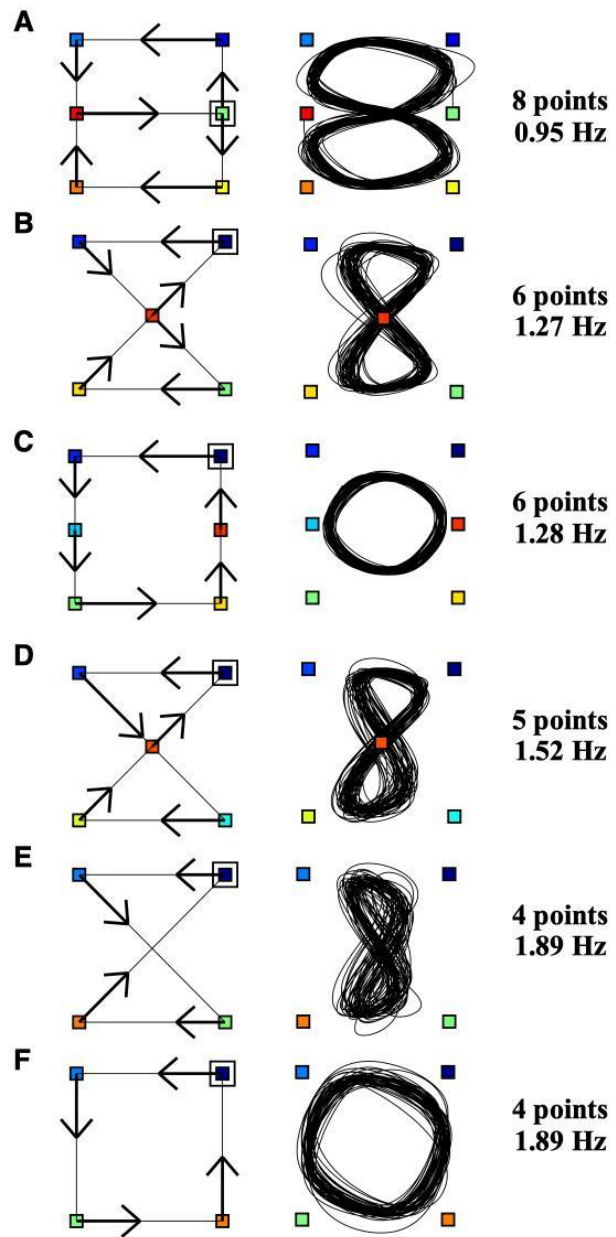 A
8 points
0.95 Hz
B
6 points
1.27 Hz
C
6 points
1.28 Hz
D
5 points
1.52 Hz
E
4 points
1.89 Hz
F
4 points
1.89 Hz